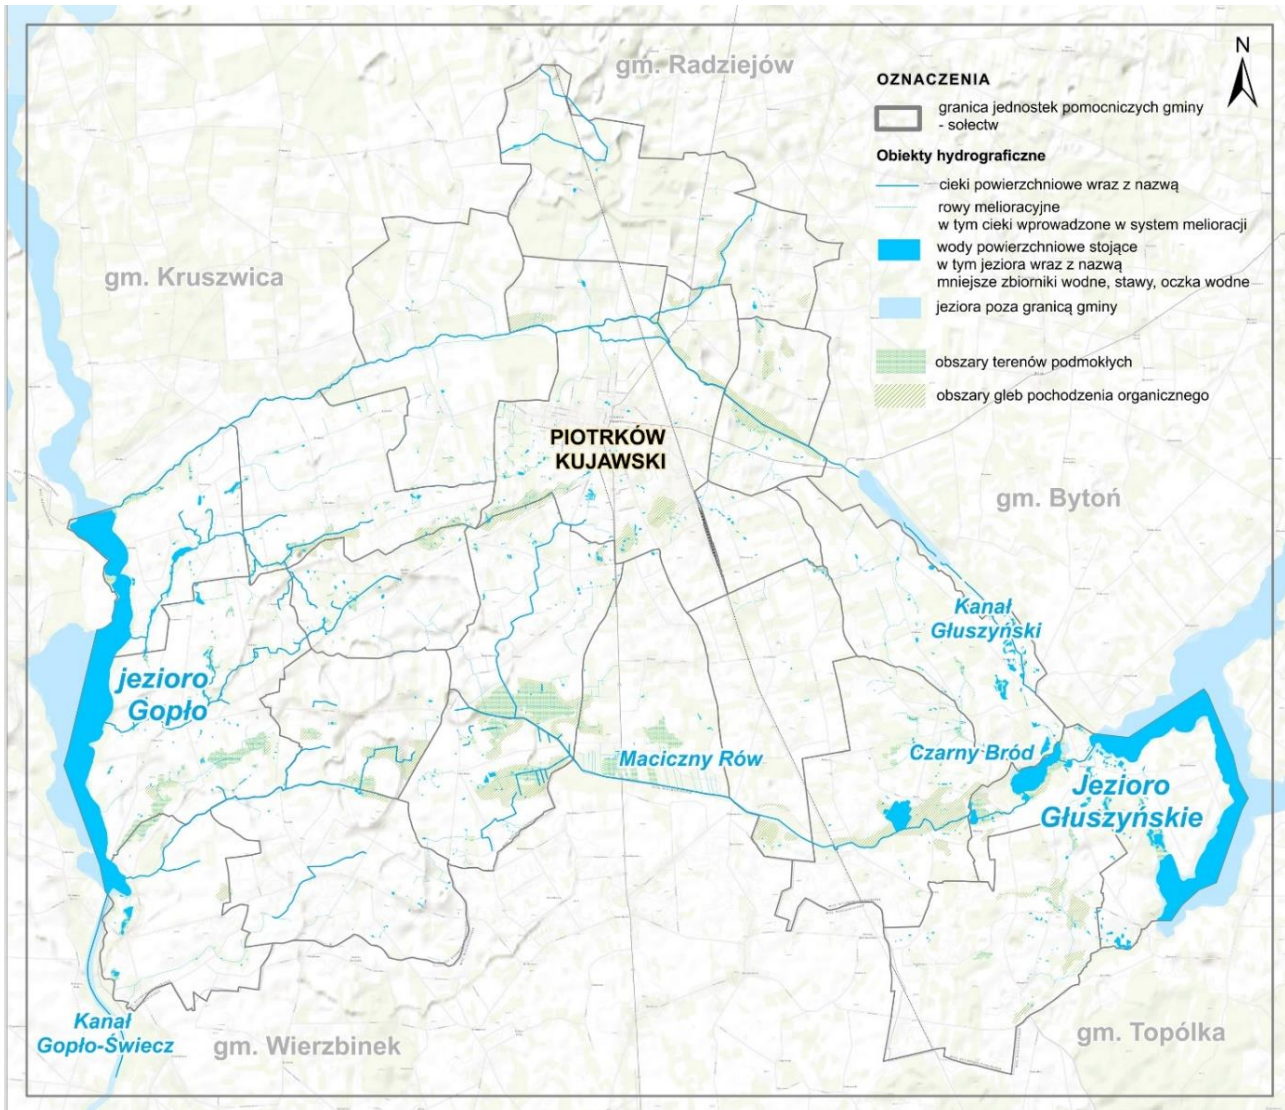 gm. Radziejów
N
OZNACZENIA
granica jednostek pomocniczych gminy
- sołectw
Obiekty hydrograficzne
cieki powierzchniowe wraz z nazwą
rowy melioracyjne
w tym cieki wprowadzone w system melioracji
wody powierzchniowe stojące
w tym jeziora wraz z nazwą
mniejsze zbiorniki wodne, stawy, oczka wodne
jeziora poza granicą gminy
obszary terenów podmokłych
obszary gleb pochodzenia organicznego
gm. Kruszwica
PIOTRKÓW
KUJAWSKI
gm. Bytoń
Kanał
Głuszyński
jezioro
Gopło
Maciczny Rów
Czarny Bród
Jezioro
Głuszyńskie
Kanał
Gopło-Świecz
gm. Wierzbinek
gm. Topólka